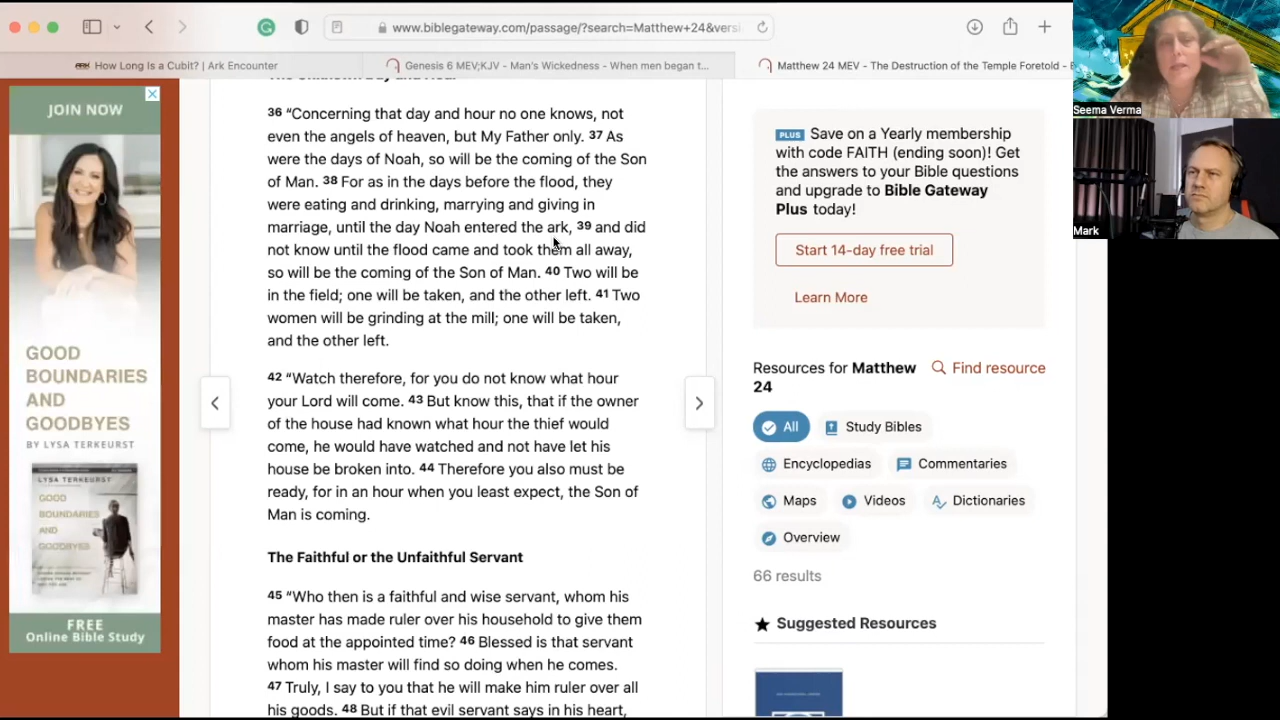 www.biblegateway.com/passage/?search=Matthew+24&versi
How Long Is a Cubit? | Ark Encounter
Genesis 6 MEV;KJV - Man's Wickedness - When men began t...
Matthew 24 MEV - The Destruction of the Temple Foretold - B
Seema Verma
Mark
JOIN NOW
GOOD
BOUNDARIES
AND
GOODBYES
BY LYSA TERKEURST
LYSA TERKEURST
GOOD
BOUNDARIES
AND
GOODBYES
FREE
Online Bible Study
36 “Concerning that day and hour no one knows, not
even the angels of heaven, but My Father only. 37 As
were the days of Noah, so will be the coming of the Son
of Man. 38 For as in the days before the flood, they
were eating and drinking, marrying and giving in
marriage, until the day Noah entered the ark, 39 and did
not know until the flood came and took them all away,
so will be the coming of the Son of Man. 40 Two will be
in the field; one will be taken, and the other left. 41 Two
women will be grinding at the mill; one will be taken,
and the other left.
42 “Watch therefore, for you do not know what hour
your Lord will come. 43 But know this, that if the owner
of the house had known what hour the thief would
come, he would have watched and not have let his
house be broken into. 44 Therefore you also must be
ready, for in an hour when you least expect, the Son of
Man is coming.
The Faithful or the Unfaithful Servant
45 “Who then is a faithful and wise servant, whom his
master has made ruler over his household to give them
food at the appointed time? 46 Blessed is that servant
whom his master will find so doing when he comes.
47 Truly, I say to you that he will make him ruler over all
his goods. 48 But if that evil servant says in his heart,
PLUS Save on a Yearly membership
with code FAITH (ending soon)! Get
the answers to your Bible questions
and upgrade to Bible Gateway
Plus today!
Start 14-day free trial
Learn More
Resources for Matthew
24
Find resource
All
Study Bibles
Encyclopedias
Commentaries
Maps
Videos
Dictionaries
Overview
66 results
Suggested Resources